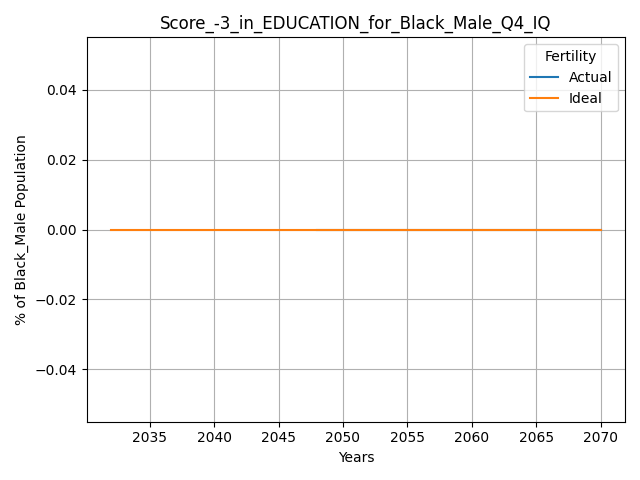 Score_-3_in_EDUCATION_for_Black_Male_Q4_IQ
Fertility
Actual
Ideal
% of Black_Male Population
0.04
0.02
0.00
−0.02
−0.04
2035 2040 2045 2050 2055 2060 2065 2070
Years